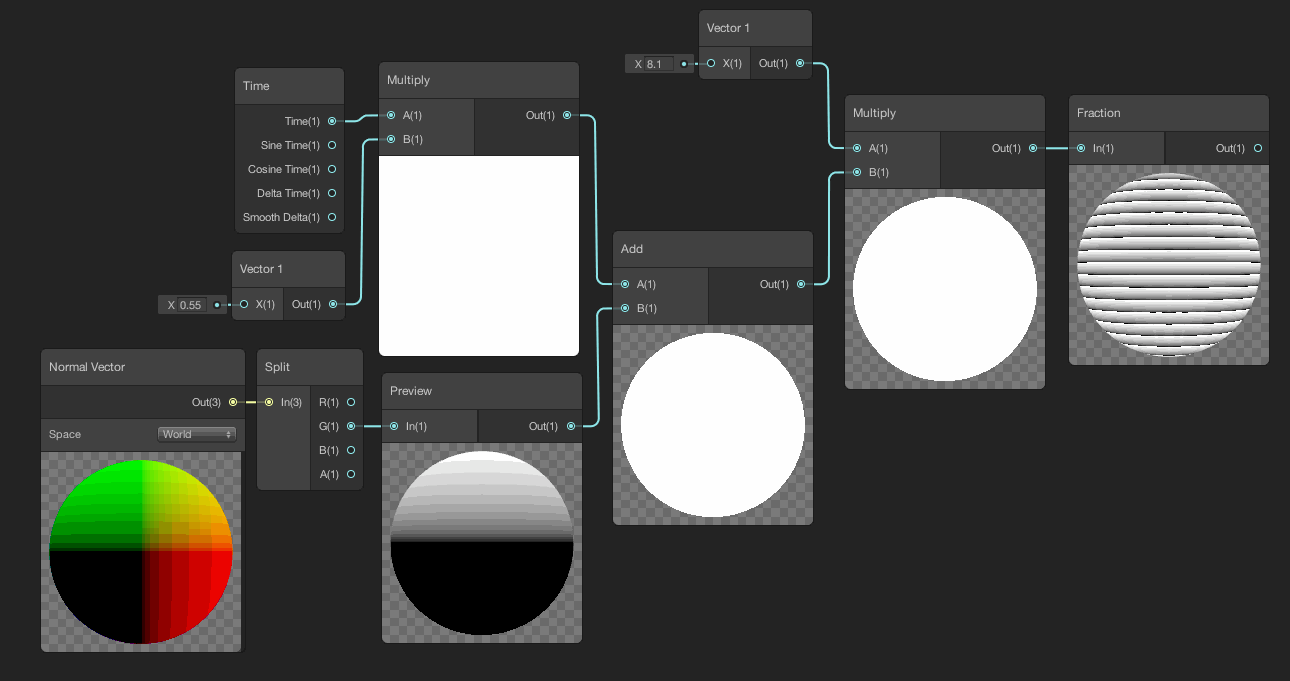 Vector 1
X 8.1
X(1) Out(1)
Time
Time(1)
Sine Time(1)
Cosine Time(1)
Delta Time(1)
Smooth Delta(1)
Multiply
A(1) Out(1)
B(1)
Multiply
A(1) Out(1)
B(1)
Fraction
In(1) Out(1)
Vector 1
X 0.55
X(1) Out(1)
Add
A(1) Out(1)
B(1)
Normal Vector
Out(3)
Space World
Split
In(3) R(1)
G(1)
B(1)
A(1)
Preview
In(1) Out(1)